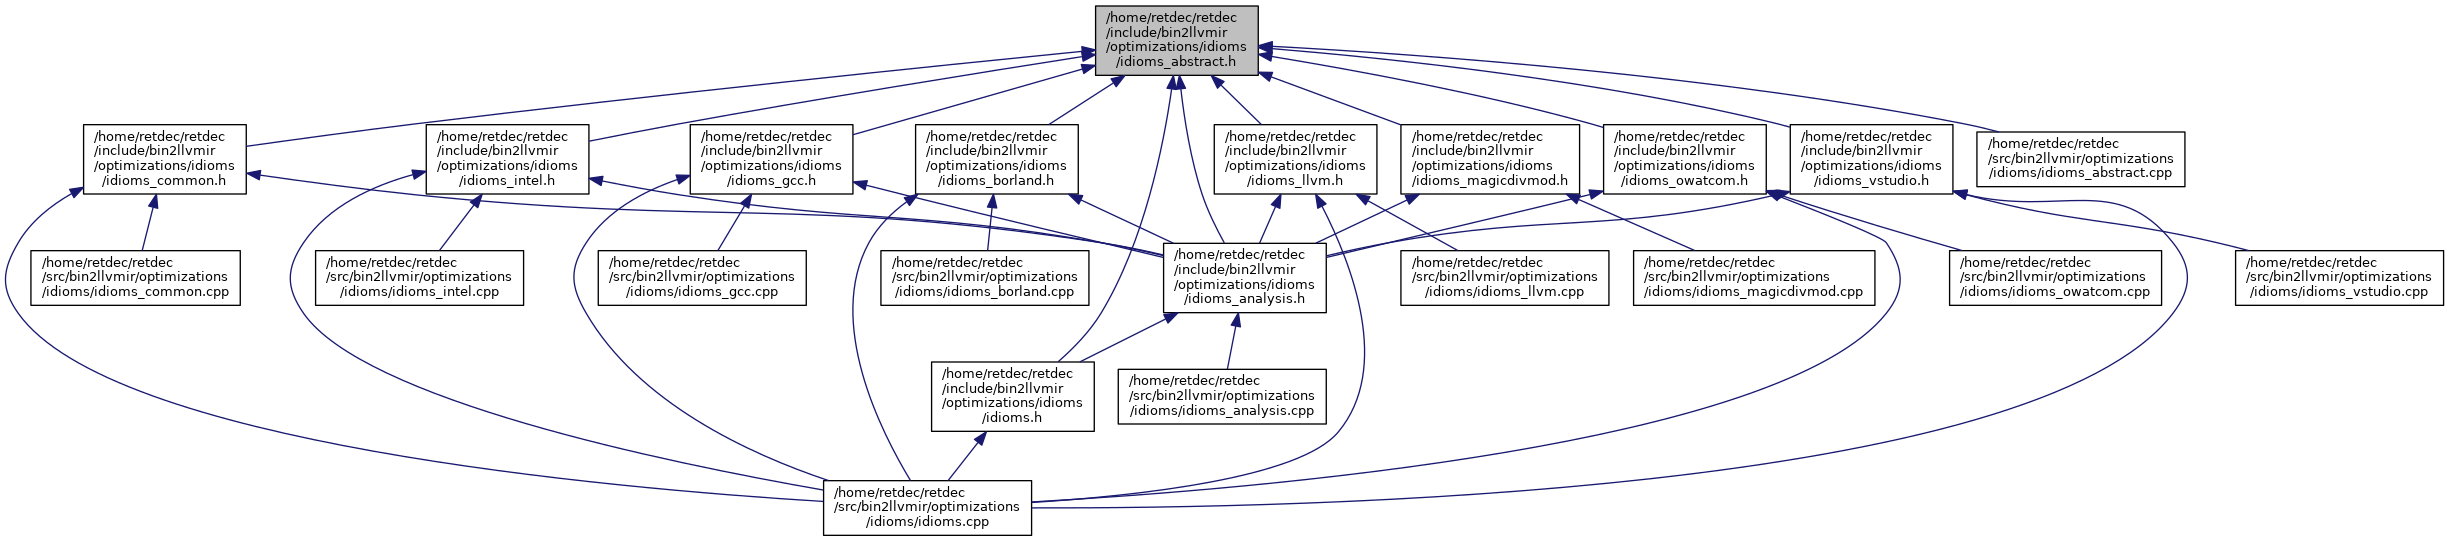 /home/retdec/retdec
/include/bin2llvmir
/optimizations/idioms
/idioms_abstract.h
/home/retdec/retdec
/include/bin2llvmir
/optimizations/idioms
/idioms_common.h
/home/retdec/retdec
/include/bin2llvmir
/optimizations/idioms
/idioms_intel.h
/home/retdec/retdec
/include/bin2llvmir
/optimizations/idioms
/idioms_gcc.h
/home/retdec/retdec
/include/bin2llvmir
/optimizations/idioms
/idioms_borland.h
/home/retdec/retdec
/include/bin2llvmir
/optimizations/idioms
/idioms_llvm.h
/home/retdec/retdec
/include/bin2llvmir
/optimizations/idioms
/idioms_magicdivmod.h
/home/retdec/retdec
/include/bin2llvmir
/optimizations/idioms
/idioms_owatcom.h
/home/retdec/retdec
/include/bin2llvmir
/optimizations/idioms
/idioms_vstudio.h
/home/retdec/retdec
/src/bin2llvmir/optimizations
/idioms/idioms_abstract.cpp
/home/retdec/retdec
/src/bin2llvmir/optimizations
/idioms/idioms_common.cpp
/home/retdec/retdec
/src/bin2llvmir/optimizations
/idioms/idioms_intel.cpp
/home/retdec/retdec
/src/bin2llvmir/optimizations
/idioms/idioms_gcc.cpp
/home/retdec/retdec
/src/bin2llvmir/optimizations
/idioms/idioms_borland.cpp
/home/retdec/retdec
/include/bin2llvmir
/optimizations/idioms
/idioms_analysis.h
/home/retdec/retdec
/src/bin2llvmir/optimizations
/idioms/idioms_llvm.cpp
/home/retdec/retdec
/src/bin2llvmir/optimizations
/idioms/idioms_magicdivmod.cpp
/home/retdec/retdec
/src/bin2llvmir/optimizations
/idioms/idioms_owatcom.cpp
/home/retdec/retdec
/src/bin2llvmir/optimizations
/idioms/idioms_vstudio.cpp
/home/retdec/retdec
/include/bin2llvmir
/optimizations/idioms
/idioms.h
/home/retdec/retdec
/src/bin2llvmir/optimizations
/idioms/idioms_analysis.cpp
/home/retdec/retdec
/src/bin2llvmir/optimizations
/idioms/idioms.cpp